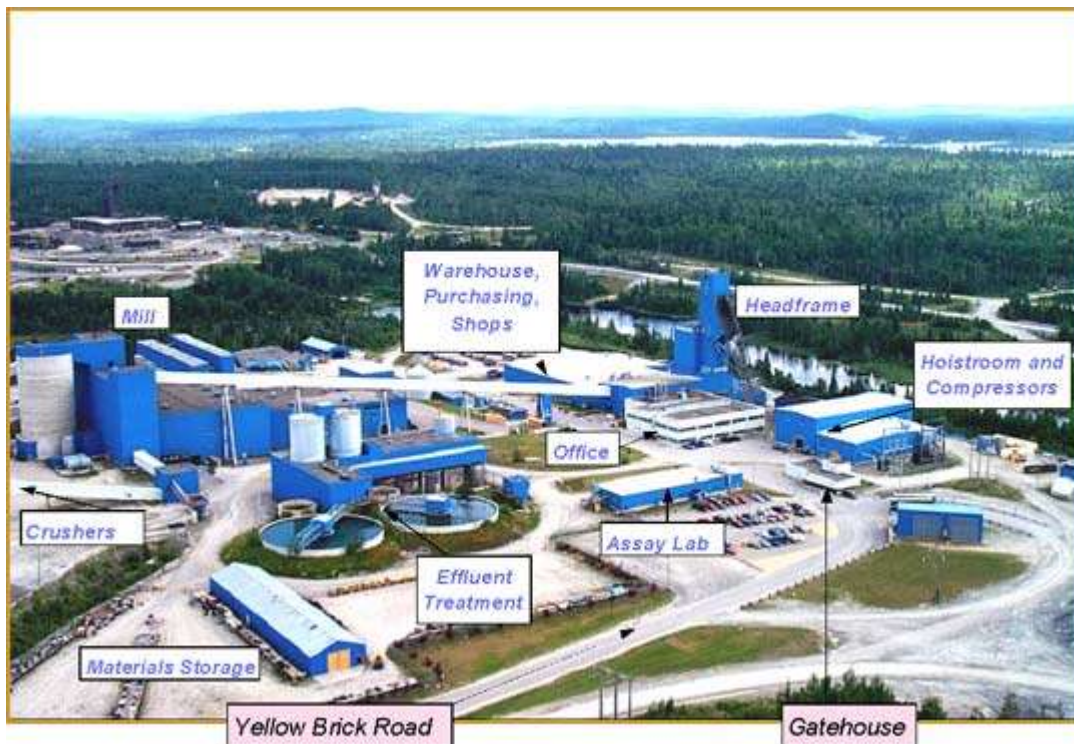 Warehouse,
Purchasing,
Shops
Headframe
Mill
Hoistroom and
Compressors
Office
Crushers
Assay Lab
Effluent
Treatment
Materials Storage
Yellow Brick Road
Gatehouse